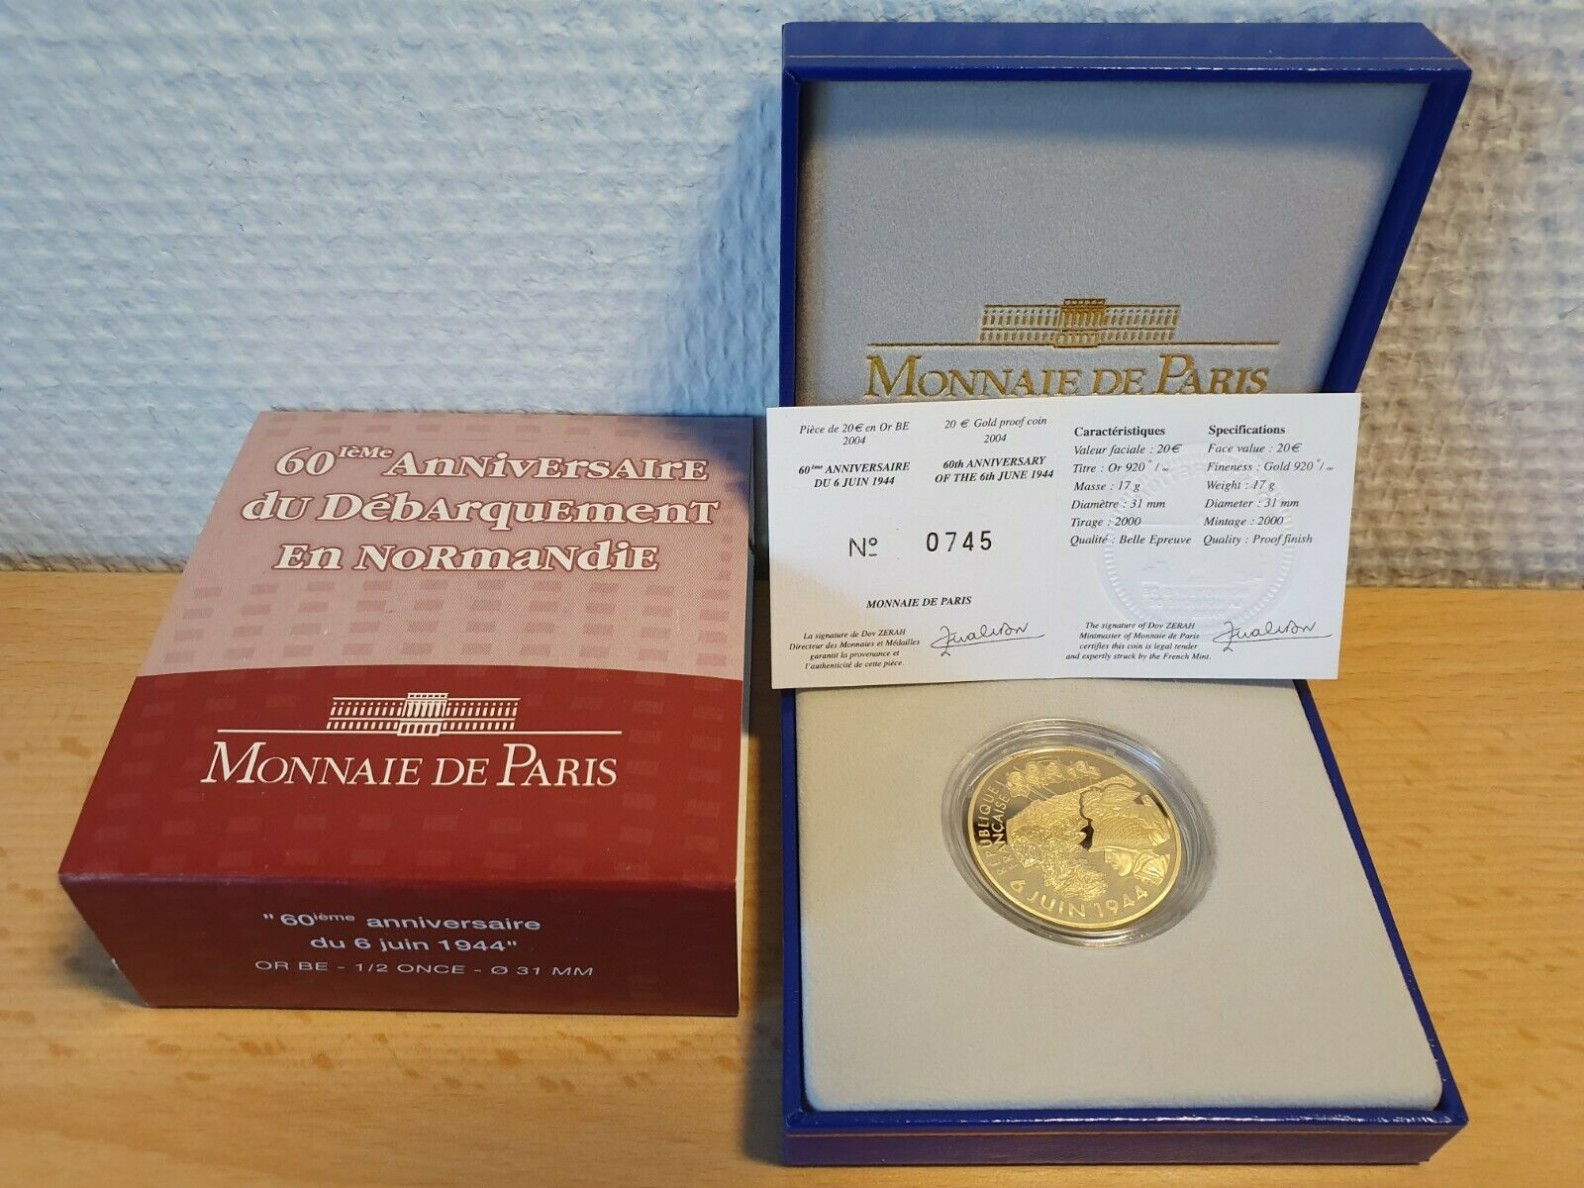 60IèMe AnNivErsAIrE
dU DébArquEmenT
En NoRmaNdiE
MONNAIE DE PARIS
" 60ième anniversaire
du 6 juin 1944"
OR BE - 1/2 ONCE - Ø 31 MM
MONNAIE DE PARIS
Pièce de 20€ en Or BE
2004
60ème ANNIVERSAIRE
DU 6 JUIN 1944
20 € Gold proof coin
2004
60th ANNIVERSARY
OF THE 6th JUNE 1944
Nº 0745
MONNAIE DE PARIS
La signature de Dov ZERAH
Directeur des Monnaies et Médailles
garantit la provenance et
l'authenticité de cette pièce.
Caractéristiques
Valeur faciale : 20€
Titre : Or 920 °/₀₀
Masse : 17 g
Diamètre : 31 mm
Tirage : 2000
Qualité : Belle Epreuve
Specifications
Face value : 20€
Fineness : Gold 920 °/₀₀
Weight : 17 g
Diameter : 31 mm
Mintage : 2000
Quality : Proof finish
The signature of Dov ZERAH
Mintmaster of Monnaie de Paris
certifies this coin is legal tender
and expertly struck by the French Mint.
RÉPUBLIQUE
FRANÇAISE
6 JUIN 1944